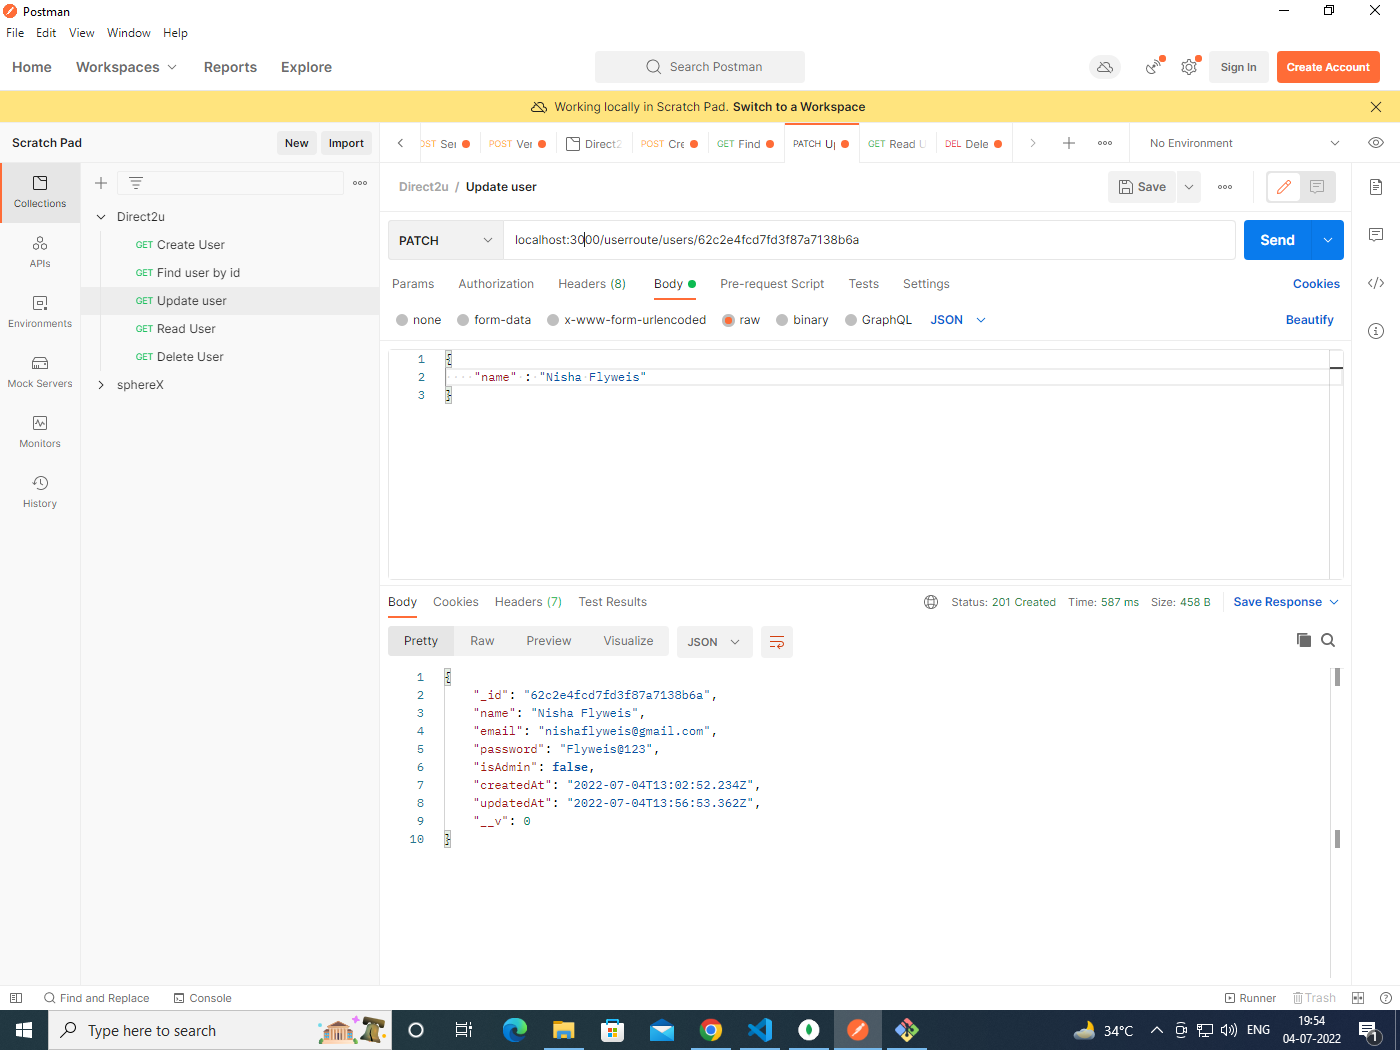 Postman
File Edit View Window Help
Home Workspaces Reports Explore
Search Postman
Sign In
Create Account
Working locally in Scratch Pad. Switch to a Workspace
Scratch Pad
New
Import
POST Ver
Direct2
POST Cre
GET Find
PATCH
GET Read
DEL Dele
No Environment
Direct2u / Update user
Save
PATCH
localhost:3000/userroute/users/62c2e4fcd7fd3f87a7138b6a
Send
Params Authorization Headers (8) Body Pre-request Script Tests Settings
Cookies
none form-data x-www-form-urlencoded raw binary GraphQL JSON
Beautify
1 {
2 "name" : "Nisha Flyweis"
3 }
Collections
APIs
Environments
Mock Servers
Monitors
History
Direct2u
GET Create User
GET Find user by id
GET Update user
GET Read User
GET Delete User
sphereX
Body Cookies Headers (7) Test Results
Status: 201 Created Time: 587 ms Size: 458 B
Save Response
Pretty Raw Preview Visualize JSON
1 {
2 "_id": "62c2e4fcd7fd3f87a7138b6a",
3 "name": "Nisha Flyweis",
4 "email": "nishaflyweis@gmail.com",
5 "password": "Flyweis@123",
6 "isAdmin": false,
7 "createdAt": "2022-07-04T13:02:52.234Z",
8 "updatedAt": "2022-07-04T13:56:53.362Z",
9 "__v": 0
10 }
Find and Replace Console
Runner Trash
Type here to search
34°C
ENG
19:54
04-07-2022
1